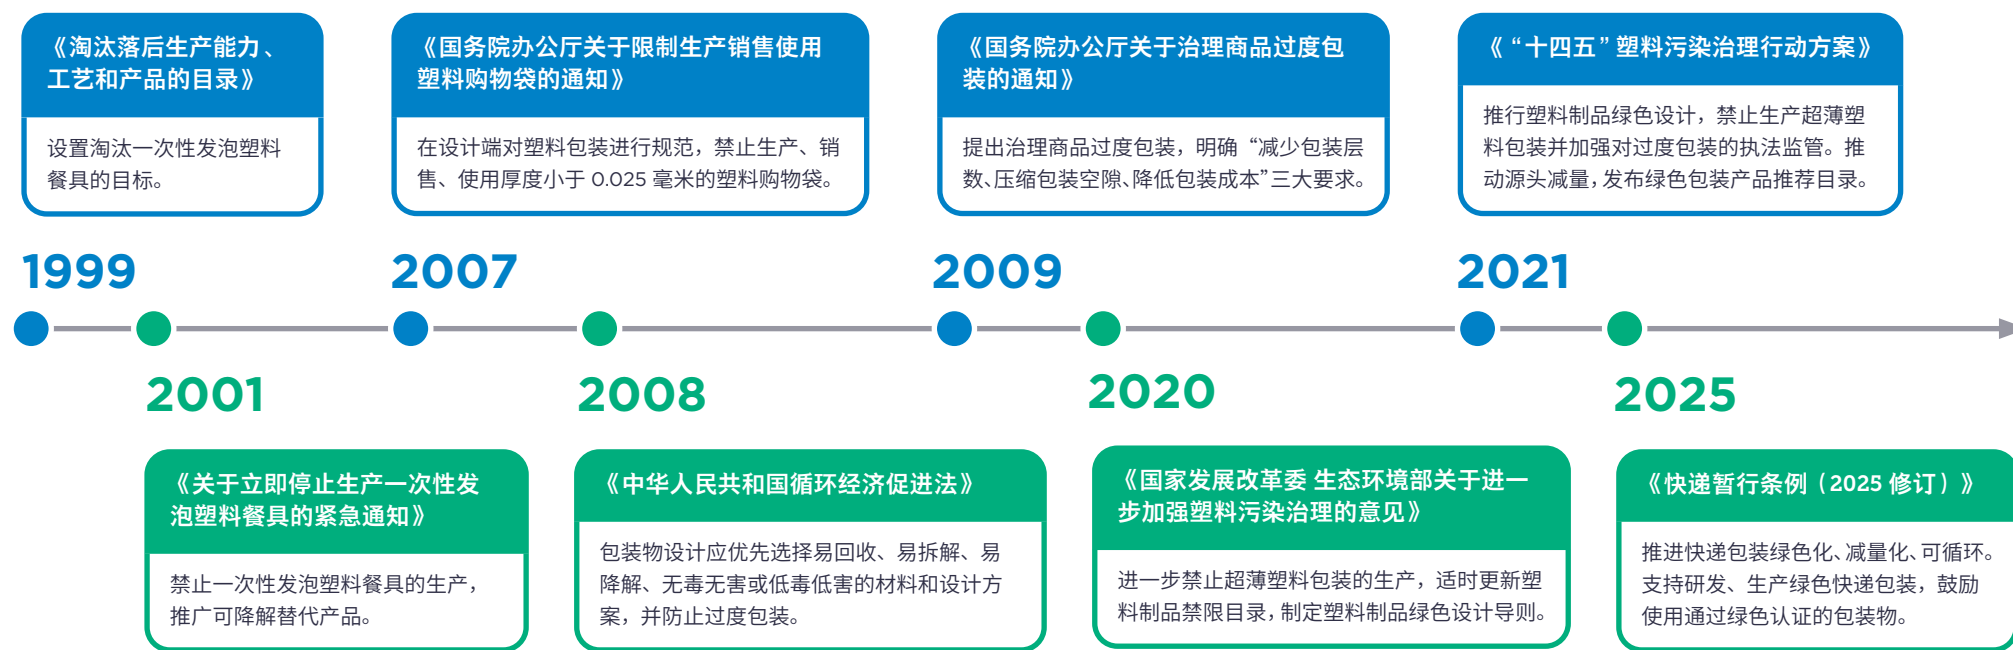 《淘汰落后生产能力、
工艺和产品的目录》
设置淘汰一次性发泡塑料
餐具的目标。
1999
《国务院办公厅关于限制生产销售使用
塑料购物袋的通知》
在设计端对塑料包装进行规范，禁止生产、销
售、使用厚度小于 0.025 毫米的塑料购物袋。
2007
《国务院办公厅关于治理商品过度包
装的通知》
提出治理商品过度包装，明确“减少包装层
数、压缩包装空隙、降低包装成本”三大要求。
2009
《“十四五”塑料污染治理行动方案》
推行塑料制品绿色设计，禁止生产超薄塑
料包装并加强对过度包装的执法监管。推
动源头减量，发布绿色包装产品推荐目录。
2021
2001
《关于立即停止生产一次性发
泡塑料餐具的紧急通知》
禁止一次性发泡塑料餐具的生产，
推广可降解替代产品。
2008
《中华人民共和国循环经济促进法》
包装物设计应优先选择易回收、易拆解、易
降解、无毒无害或低毒低害的材料和设计方
案，并防止过度包装。
2020
《国家发展改革委 生态环境部关于进一
步加强塑料污染治理的意见》
进一步禁止超薄塑料包装的生产，适时更新塑
料制品禁限目录，制定塑料制品绿色设计导则。
2025
《快递暂行条例（2025 修订）》
推进快递包装绿色化、减量化、可循环。
支持研发、生产绿色快递包装，鼓励
使用通过绿色认证的包装物。